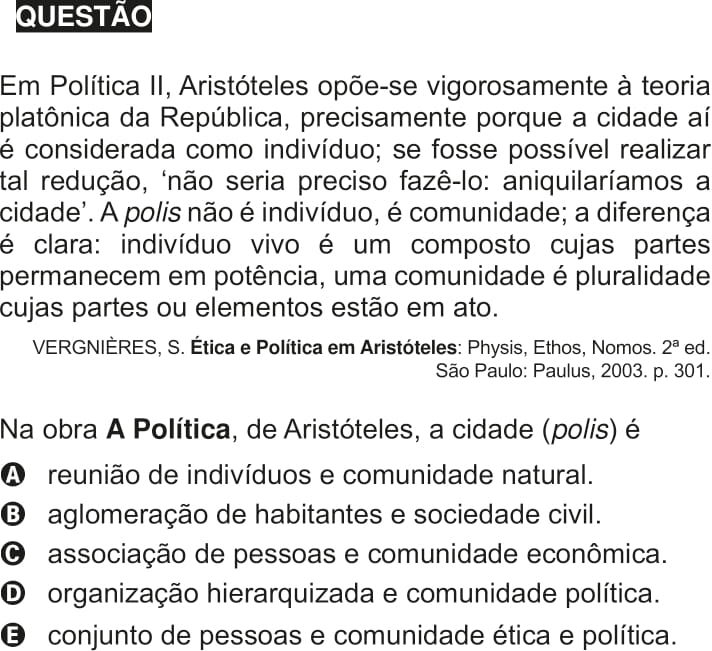 QUESTÃO
Em Política II, Aristóteles opõe-se vigorosamente à teoria
platônica da República, precisamente porque a cidade aí
é considerada como indivíduo; se fosse possível realizar
tal redução, ‘não seria preciso fazê-lo: aniquilaríamos a
cidade’. A polis não é indivíduo, é comunidade; a diferença
é clara: indivíduo vivo é um composto cujas partes
permanecem em potência, uma comunidade é pluralidade
cujas partes ou elementos estão em ato.
VERGNIÈRES, S. Ética e Política em Aristóteles: Physis, Ethos, Nomos. 2ª ed.
São Paulo: Paulus, 2003. p. 301.
Na obra A Política, de Aristóteles, a cidade (polis) é
A reunião de indivíduos e comunidade natural.
B aglomeração de habitantes e sociedade civil.
C associação de pessoas e comunidade econômica.
D organização hierarquizada e comunidade política.
E conjunto de pessoas e comunidade ética e política.